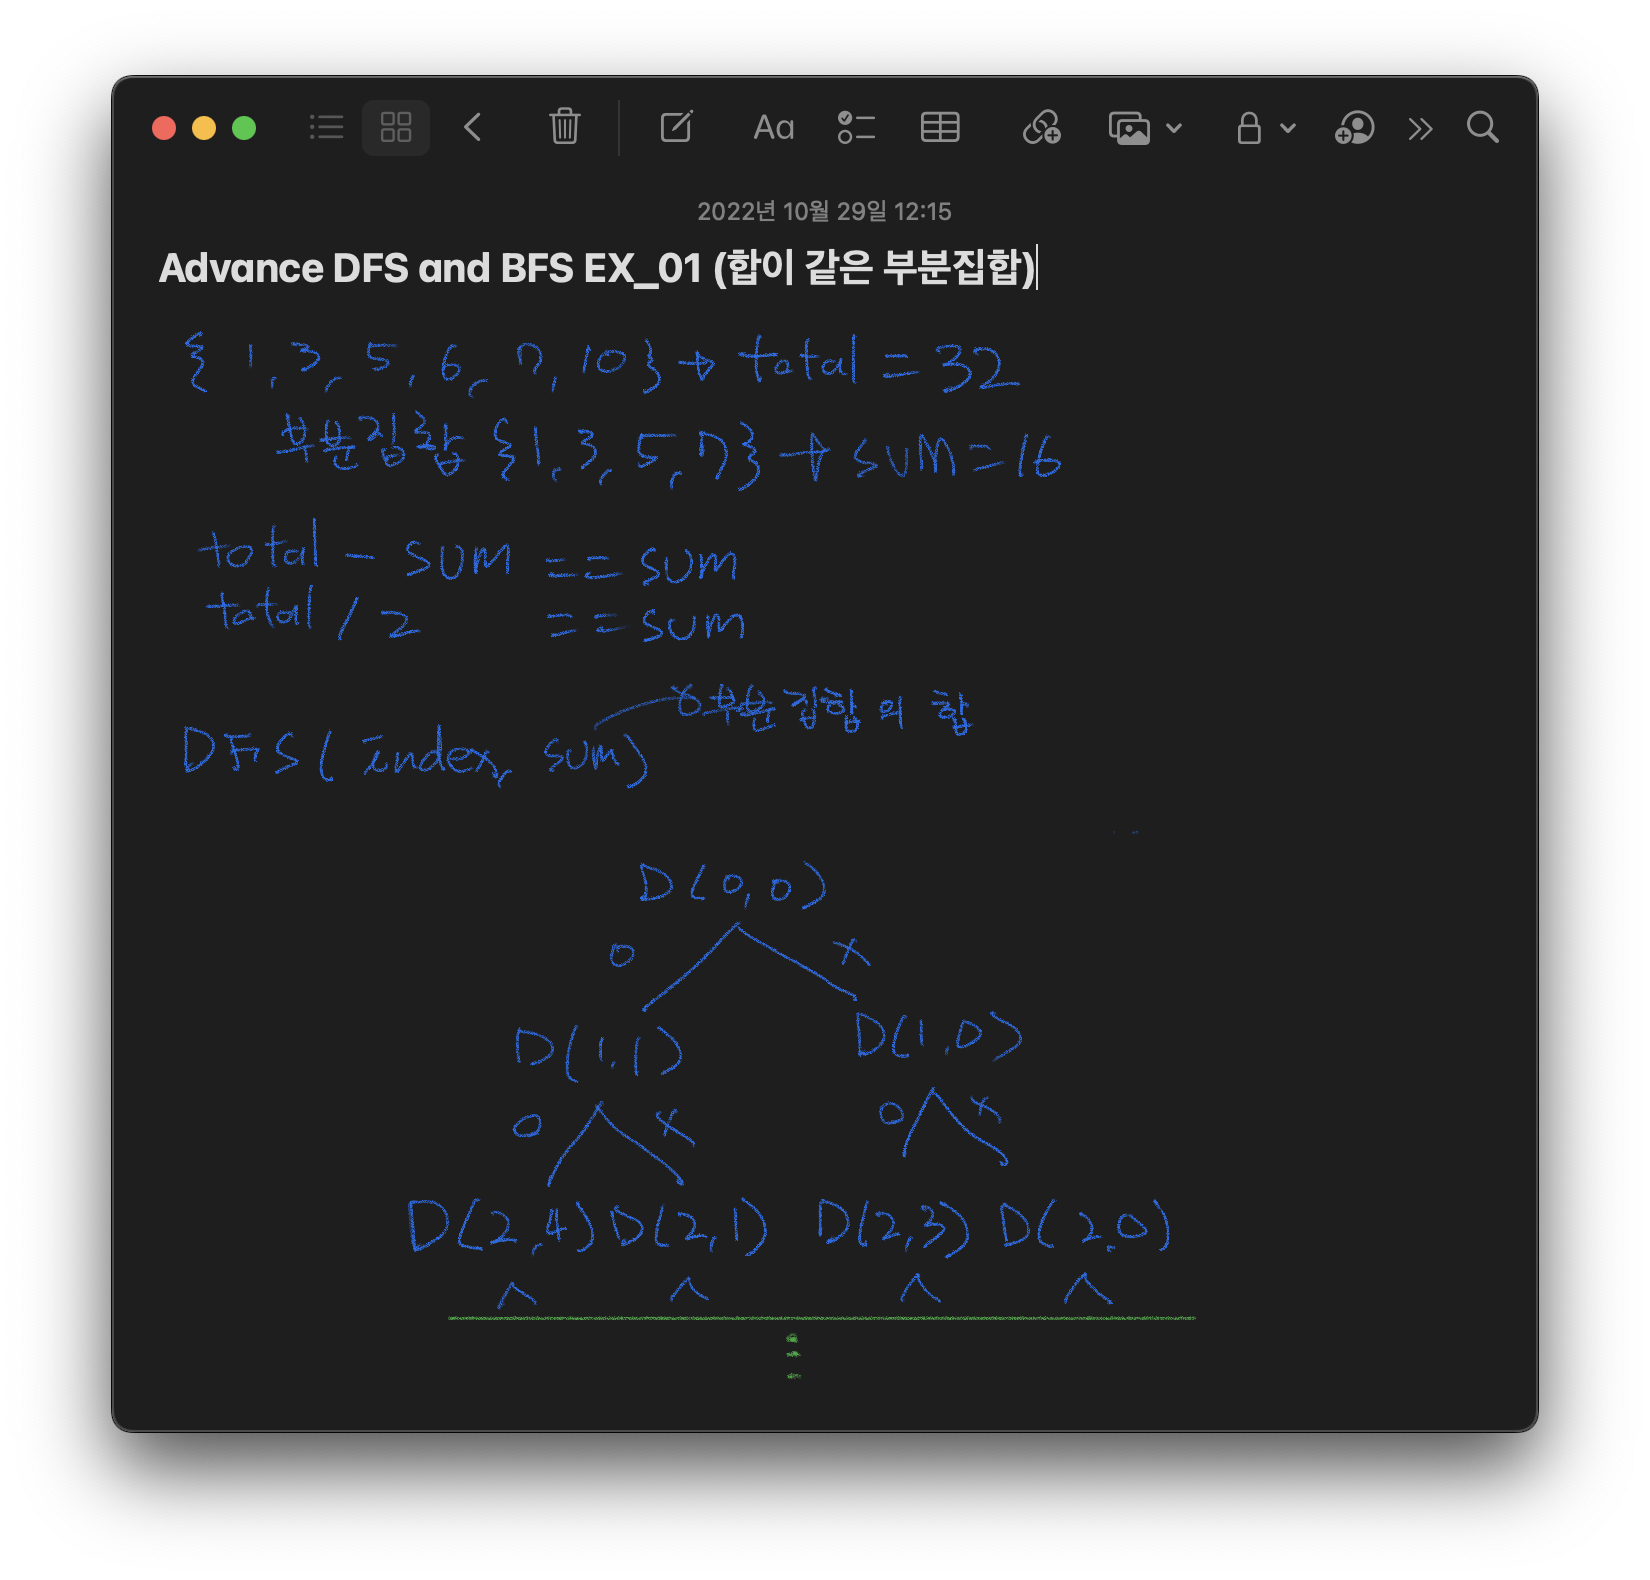 Aa
2022년 10월 29일 12:15
Advance DFS and BFS EX_01 (합이 같은 부분집합)
{ 1, 3, 5, 6, 7, 10 } → total = 32
부분집합 {1, 3, 5, 7} → sum = 16
total - sum == sum
total / 2 == sum
부분집합의 합
DFS( index, sum)
D(0,0)
O X
D(1,1) D(1,0)
O X O X
D(2,4) D(2,1) D(2,3) D(2,0)